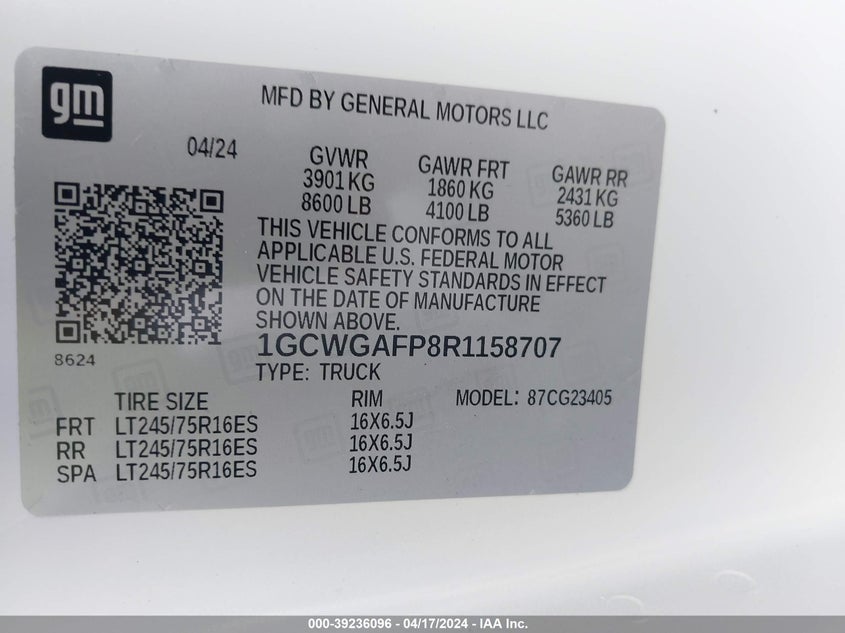 gm
MFD BY GENERAL MOTORS LLC
04/24
GVWR GAWR FRT GAWR RR
3901 KG 1860 KG 2431 KG
8600 LB 4100 LB 5360 LB
THIS VEHICLE CONFORMS TO ALL
APPLICABLE U.S. FEDERAL MOTOR
VEHICLE SAFETY STANDARDS IN EFFECT
ON THE DATE OF MANUFACTURE
SHOWN ABOVE.
8624
1GCWGAFP8R1158707
TYPE: TRUCK
TIRE SIZE RIM MODEL: 87CG23405
FRT LT245/75R16ES 16X6.5J
RR LT245/75R16ES 16X6.5J
SPA LT245/75R16ES 16X6.5J
000-39236096 - 04/17/2024 - IAA Inc.